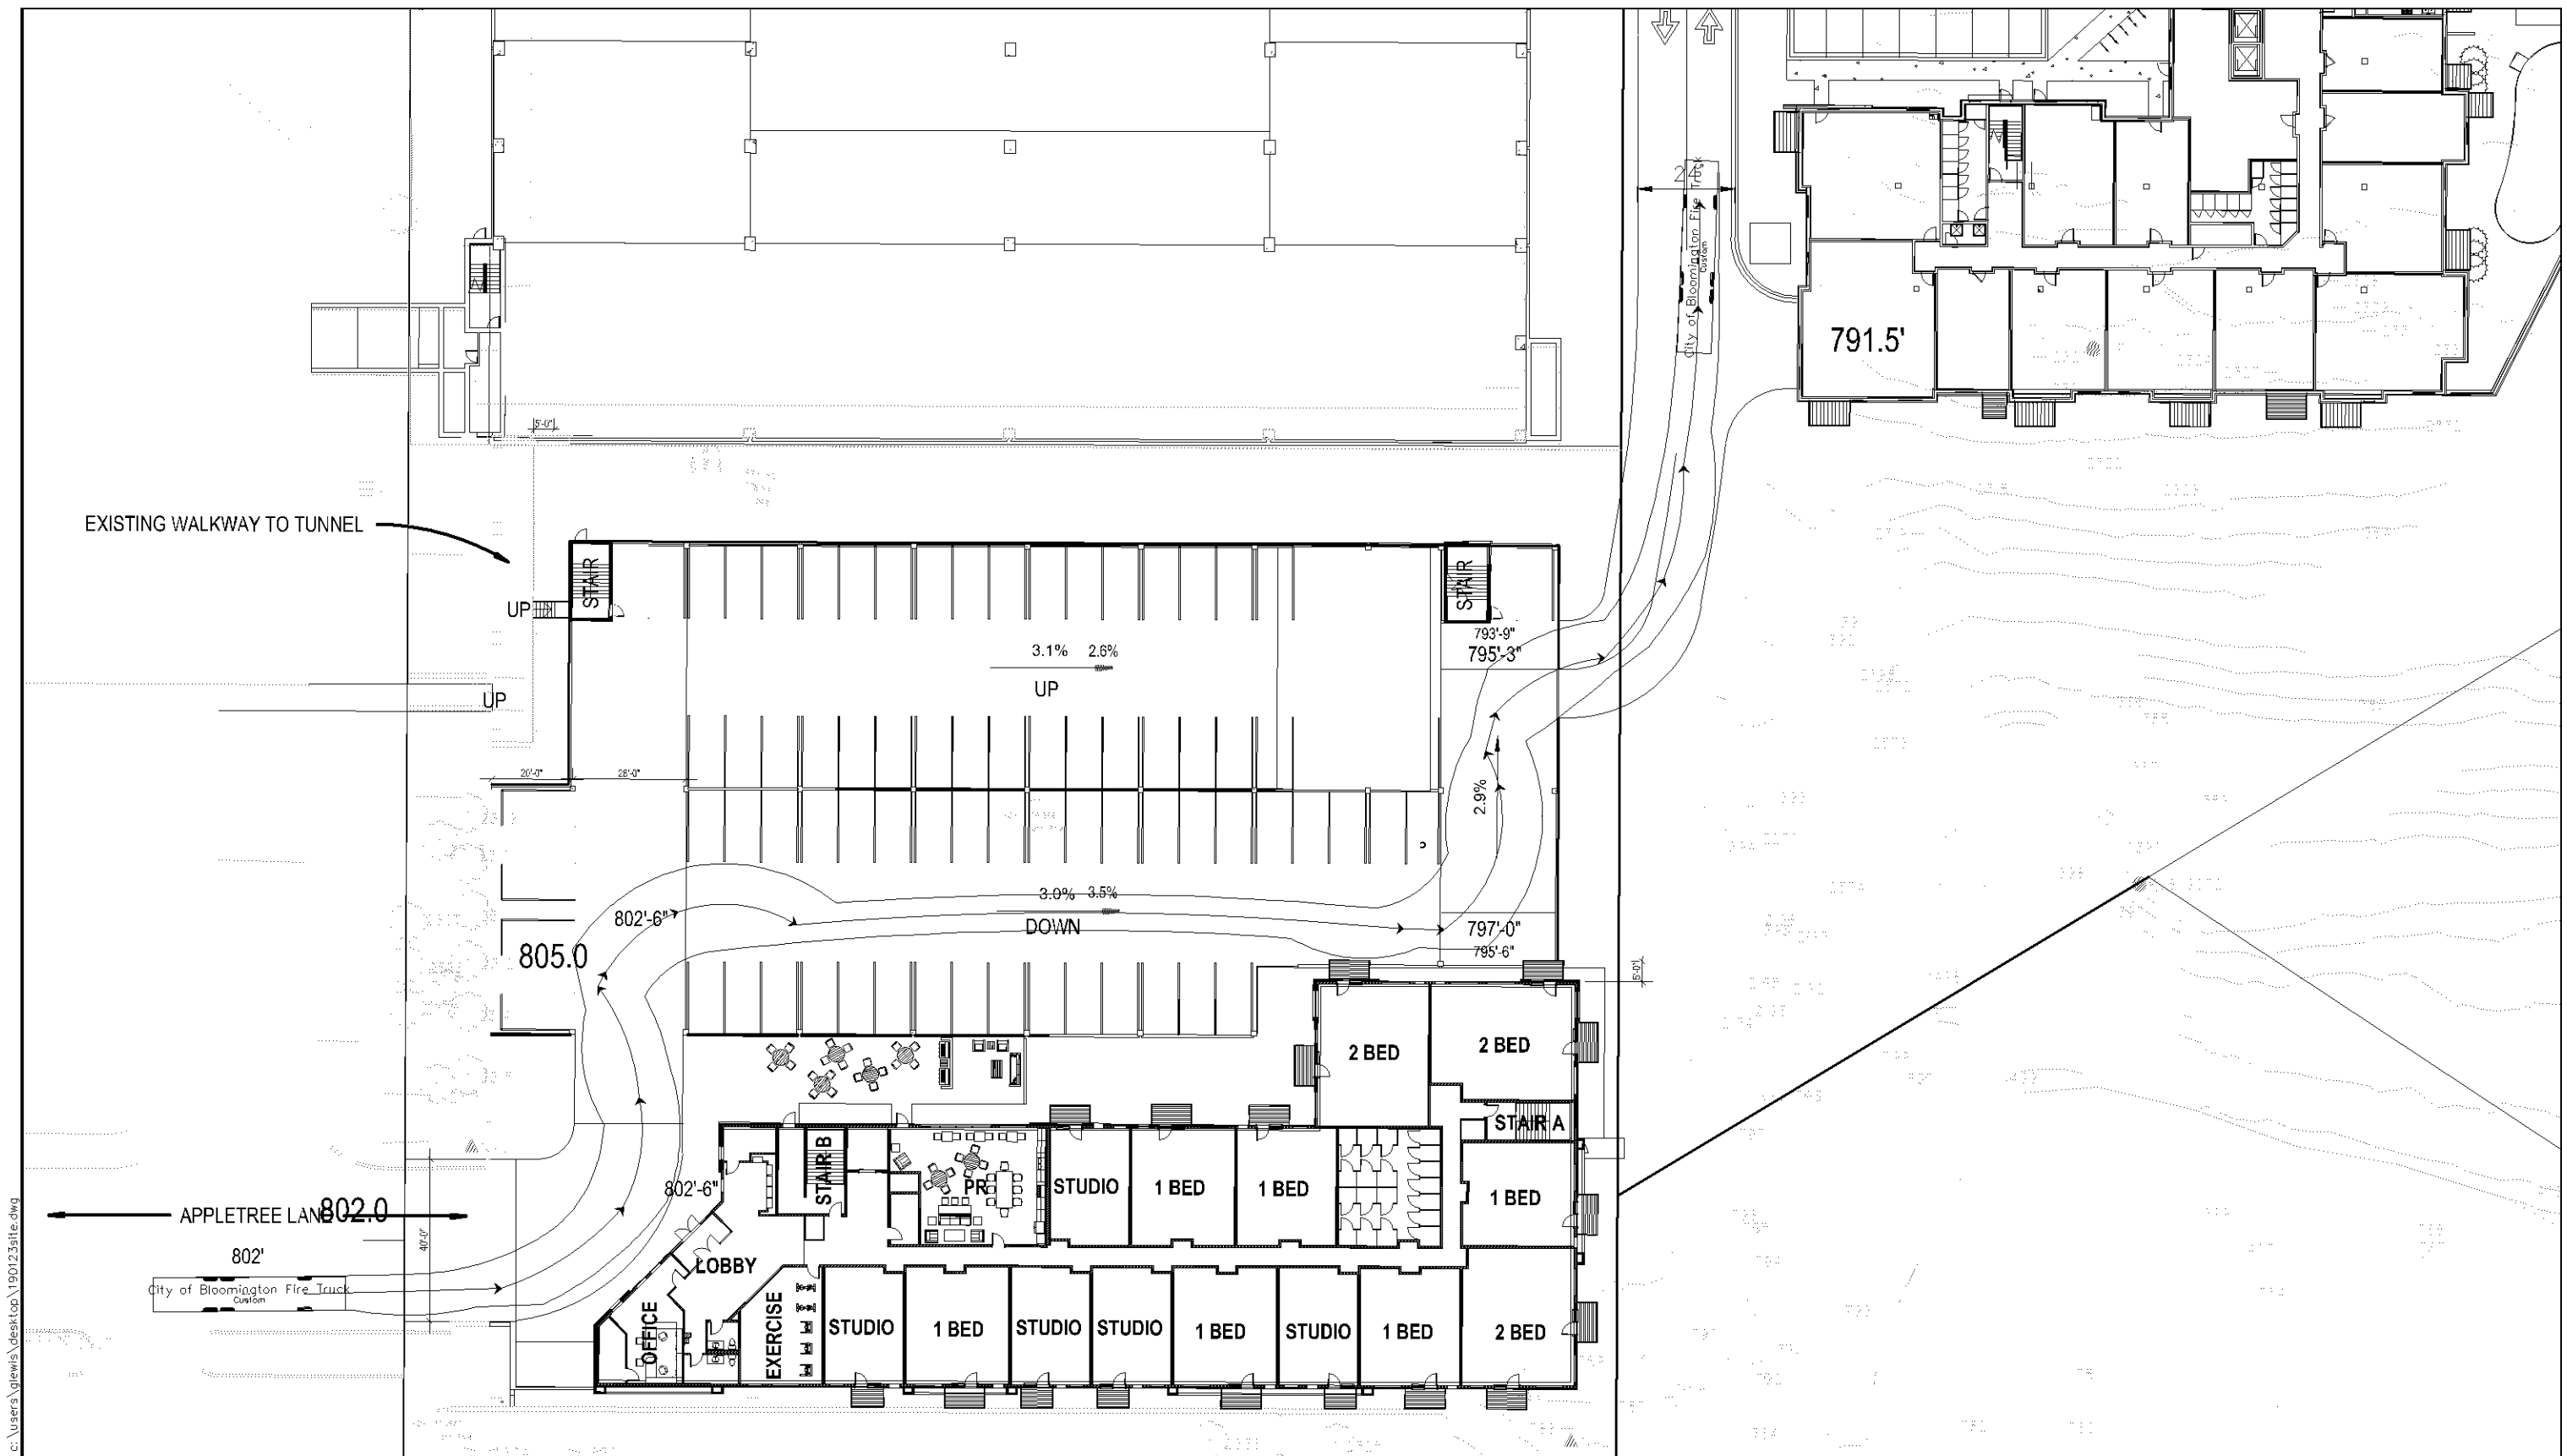 24'
City of Bloomington Fire Truck
Custom
791.5'
5'-0"
EXISTING WALKWAY TO TUNNEL
STAIR
STAIR
UP
793'-9"
795'-3"
3.1% 2.6%
UP
UP
20'-0"
26'-0"
2.9%
3.0% 3.5%
802'-6"
DOWN
797'-0"
795'-6"
805.0
5'-0"
2 BED
2 BED
STAIR A
STAIR B
802'-6"
PR
STUDIO
1 BED
1 BED
1 BED
APPLETREE LANE
802.0
40'-0"
802'
LOBBY
City of Bloomington Fire Truck
Custom
OFFICE
EXERCISE
STUDIO
1 BED
STUDIO
STUDIO
1 BED
STUDIO
1 BED
2 BED
c:\users\glewis\desktop\190123site.dwg